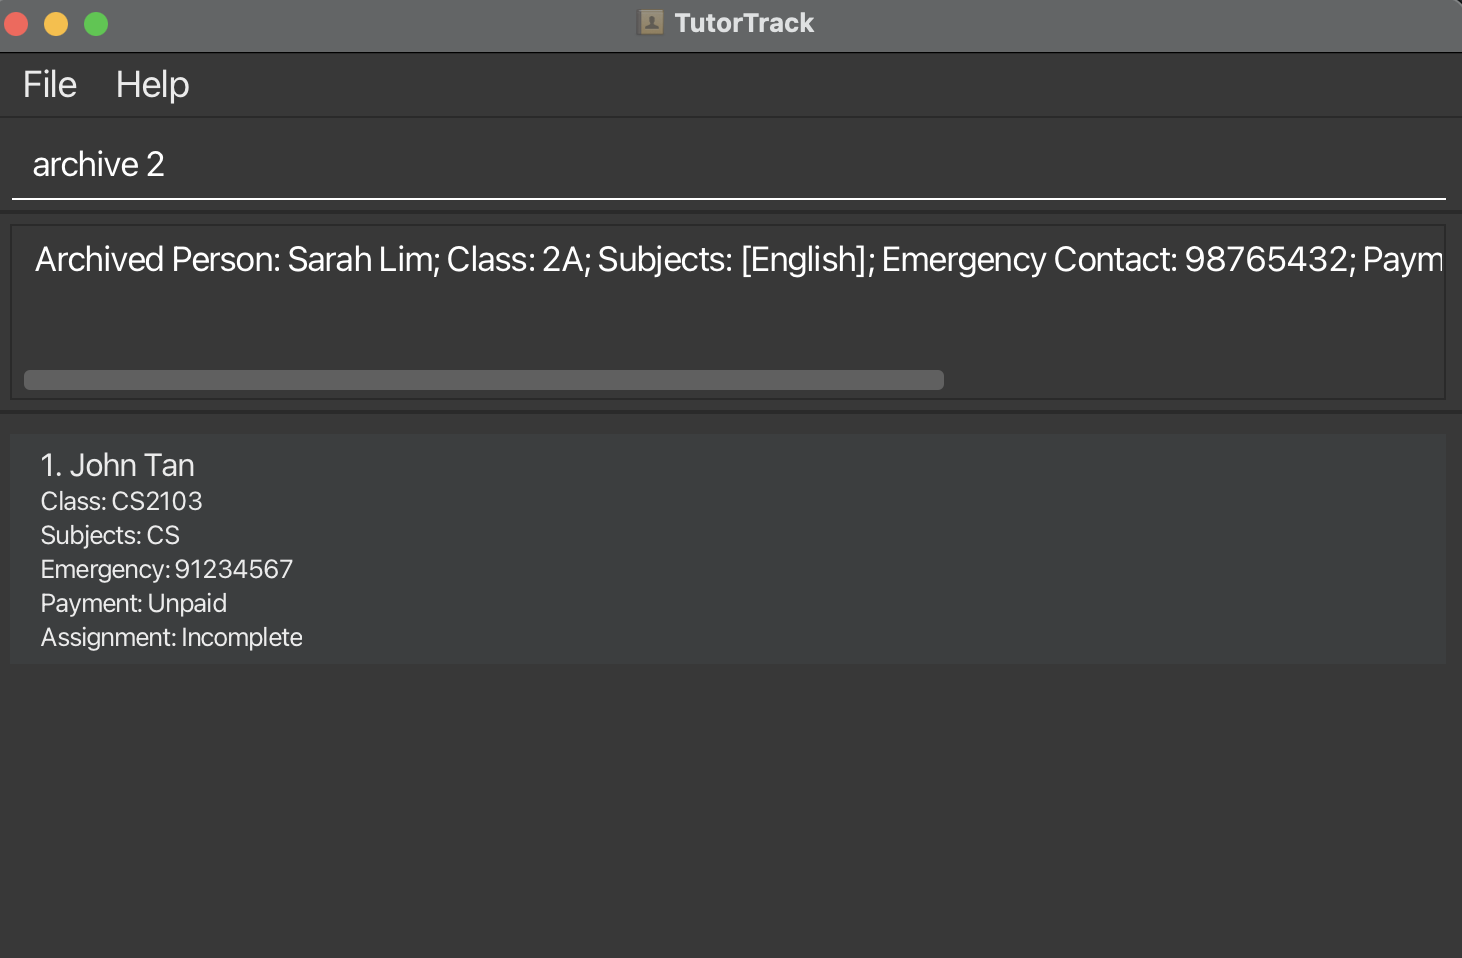 TutorTrack
File Help
archive 2
Archived Person: Sarah Lim; Class: 2A; Subjects: [English]; Emergency Contact: 98765432; Paym
1. John Tan
Class: CS2103
Subjects: CS
Emergency: 91234567
Payment: Unpaid
Assignment: Incomplete